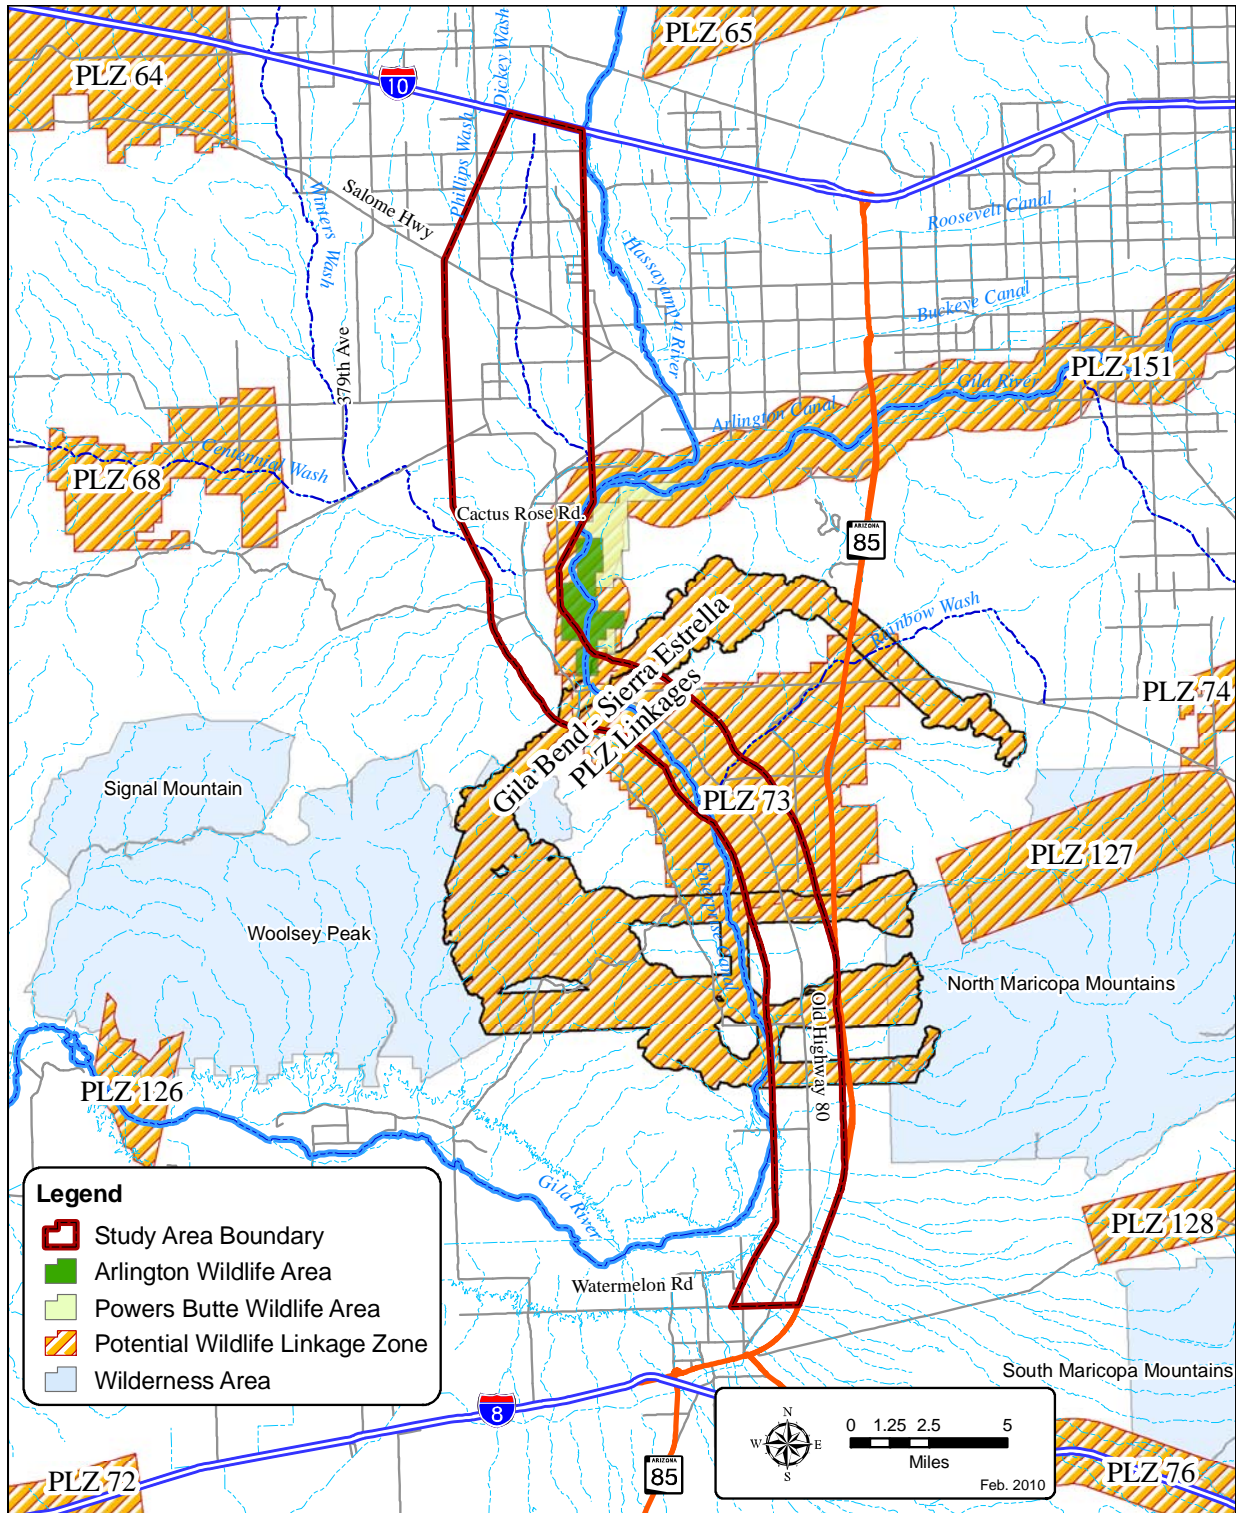 PLZ 65
PLZ 64
10
Dickey Wash
Phillips Wash
Winters Wash
Salome Hwy
Roosevelt Canal
Hassayampa River
Buckeye Canal
379th Ave
PLZ 151
Gila River
Arlington Canal
Centennial Wash
PLZ 68
Cactus Rose Rd.
ARIZONA
85
Rainbow Wash
Gila Bend - Sierra Estrella
PLZ Linkages
PLZ 74
Signal Mountain
PLZ 73
PLZ 127
Enterprise Canal
Woolsey Peak
North Maricopa Mountains
Old Highway 80
PLZ 126
Gila River
PLZ 128
Watermelon Rd
South Maricopa Mountains
8
ARIZONA
85
PLZ 72
PLZ 76
Legend
Study Area Boundary
Arlington Wildlife Area
Powers Butte Wildlife Area
Potential Wildlife Linkage Zone
Wilderness Area
N
W E
S
0 1.25 2.5 5
Miles
Feb. 2010